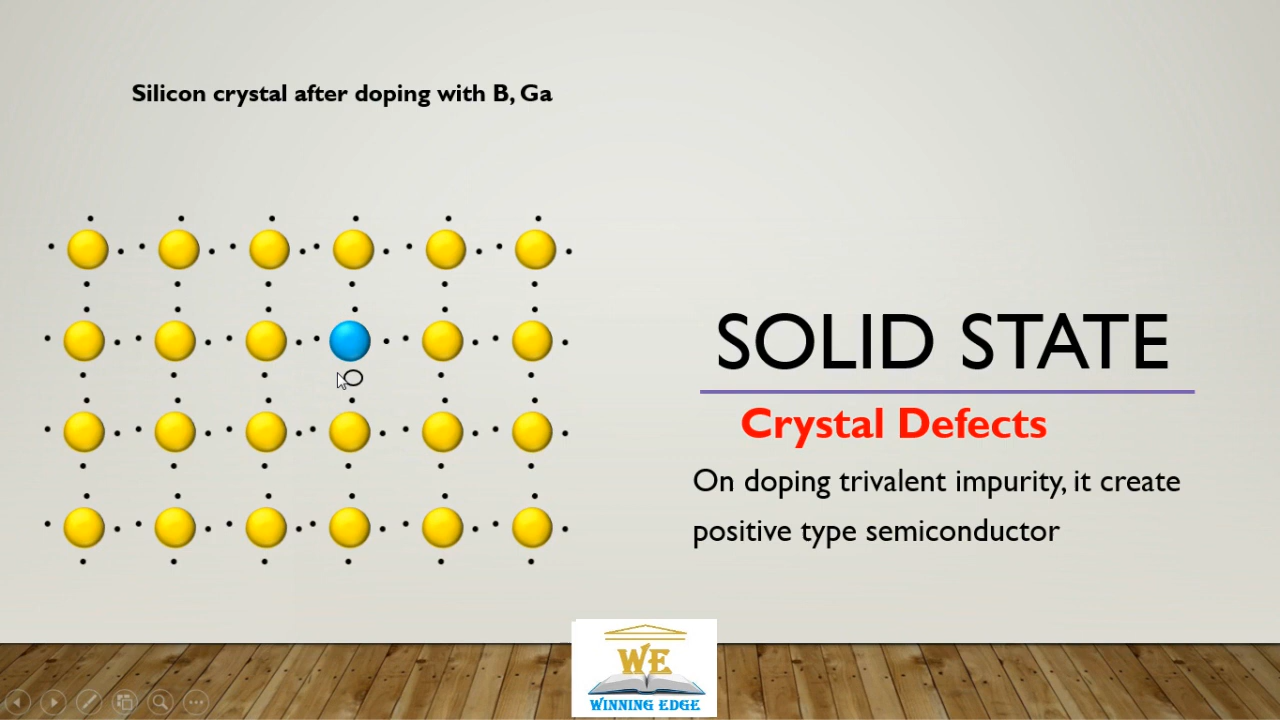 Silicon crystal after doping with B, Ga
SOLID STATE
Crystal Defects
On doping trivalent impurity, it create
positive type semiconductor
WE
WINNING EDGE